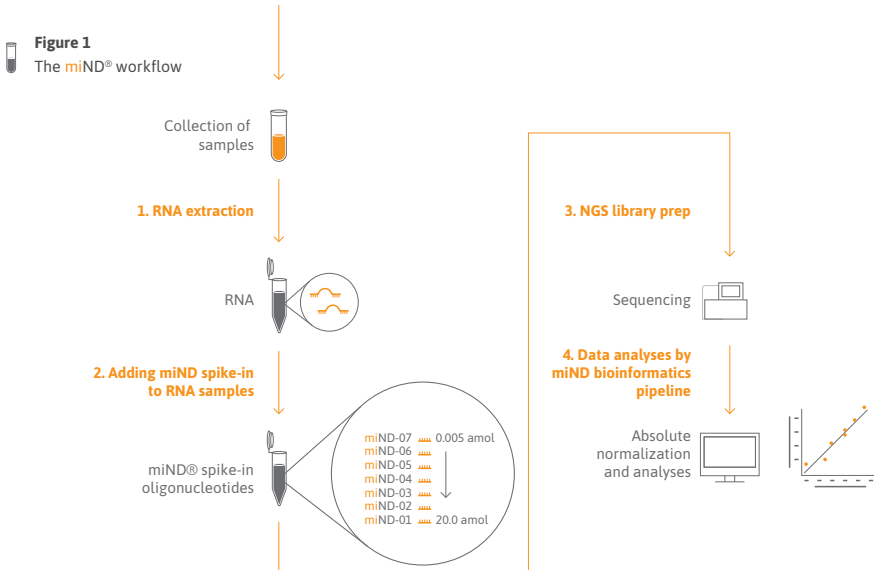 Figure 1
The miND® workflow
Collection of
samples
1. RNA extraction
RNA
2. Adding miND spike-in
to RNA samples
miND® spike-in
oligonucleotides
miND-07 0.005 amol
miND-06
miND-05
miND-04
miND-03
miND-02
miND-01 20.0 amol
3. NGS library prep
Sequencing
4. Data analyses by
miND bioinformatics
pipeline
Absolute
normalization
and analyses